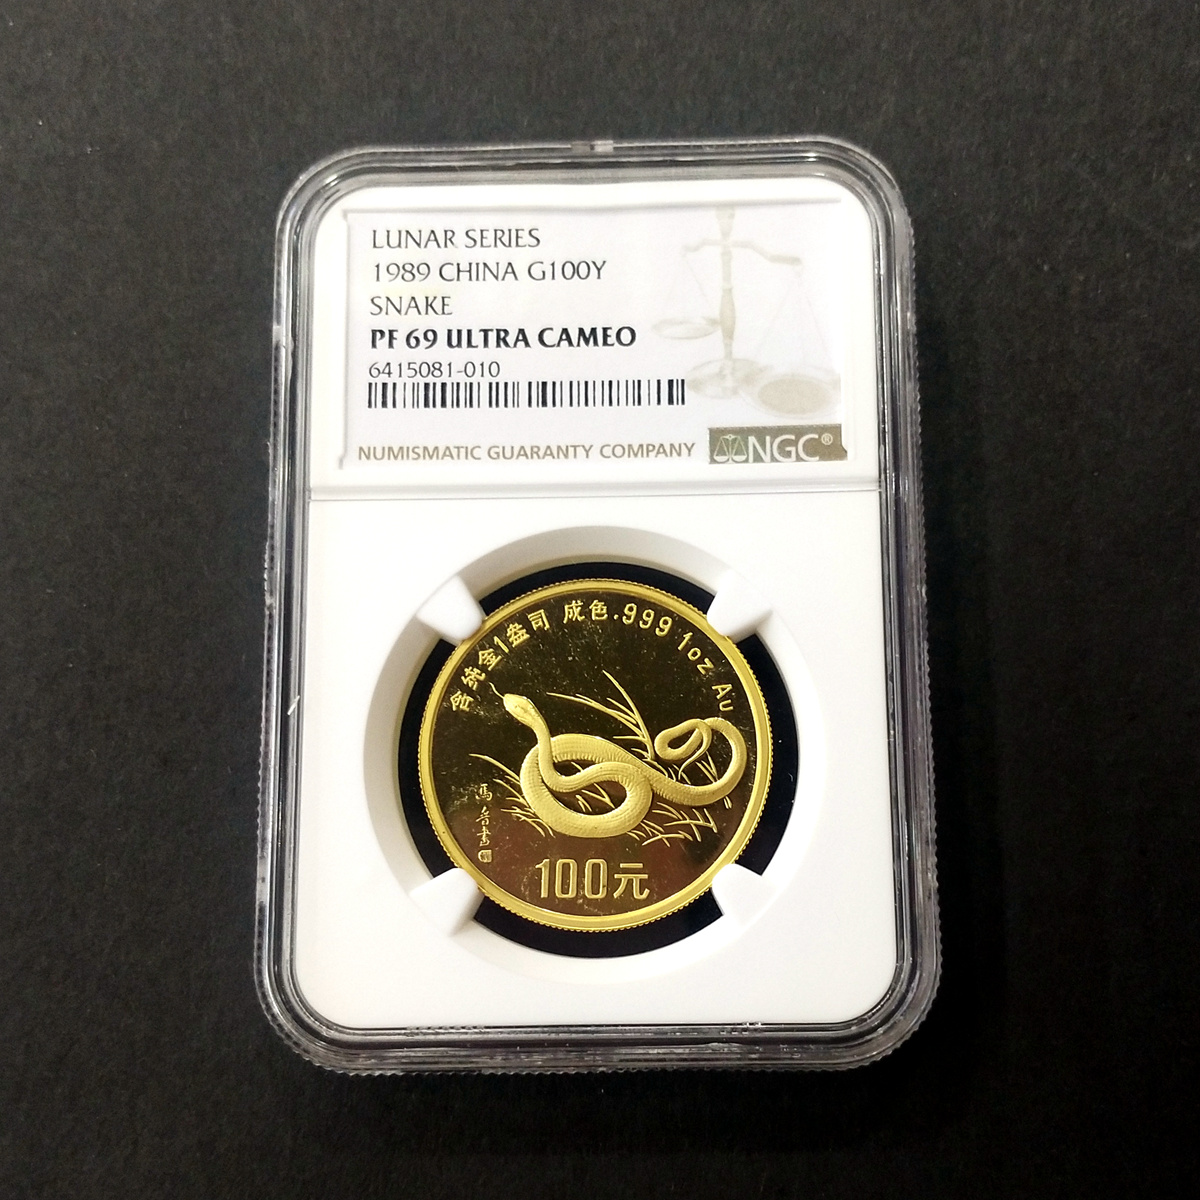 LUNAR SERIES
1989 CHINA G100Y
SNAKE
PF 69 ULTRA CAMEO
6415081-010
NUMISMATIC GUARANTY COMPANY
NGC®
含纯金1盎司 成色.999 1oz Au
100元